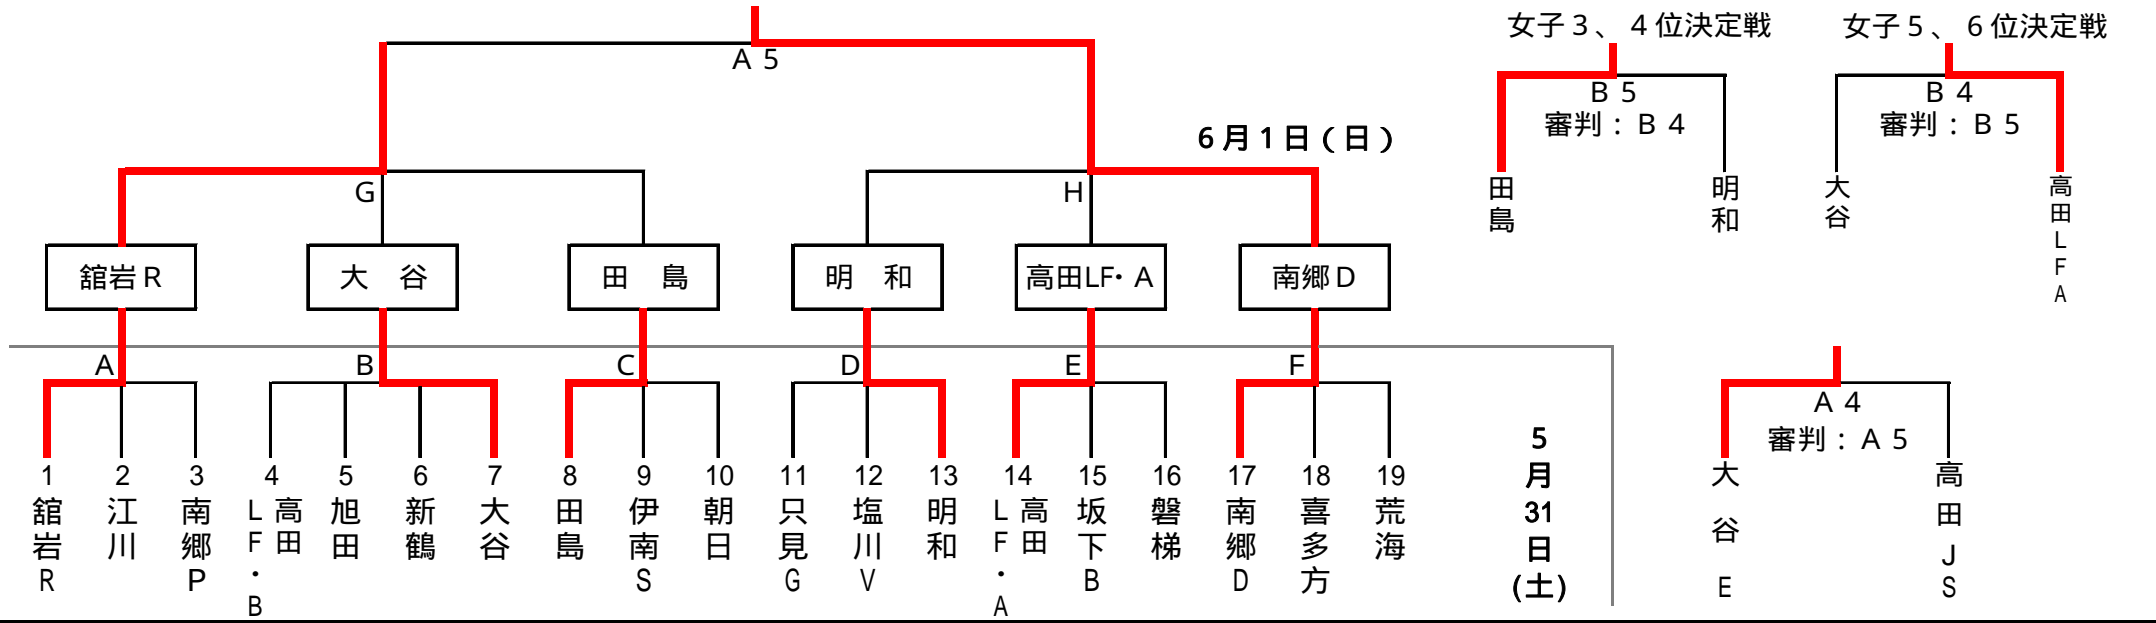 A 5
6月1日(日)
G
H
舘岩R
大 谷
田 島
明 和
高田LF・A
南郷D
A
B
C
D
E
F
1
2
3
4
5
6
7
8
9
10
11
12
13
14
15
16
17
18
19
舘岩R
江川
南郷P
高田LF・B
旭田
新鶴
大谷
田島
伊南S
朝日
只見G
塩川V
明和
高田LF・A
坂下B
磐梯
南郷D
喜多方
荒海
5月31日(土)
女子3、4位決定戦
B 5
審判:B 4
田島
明和
女子5、6位決定戦
B 4
審判:B 5
大谷
高田LFA
A 4
審判:A 5
大谷E
高田JS